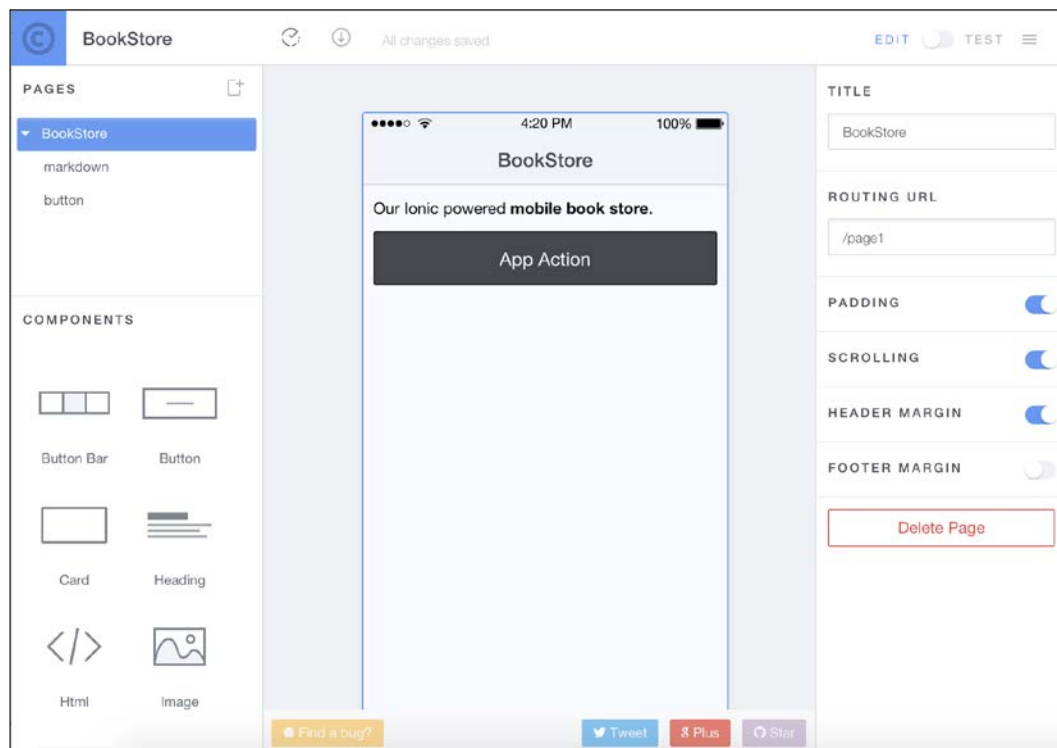 BookStore
All changes saved
EDIT TEST
PAGES
BookStore
markdown
button
COMPONENTS
Button Bar Button
Card Heading
Html Image
4:20 PM 100%
BookStore
Our Ionic powered mobile book store.
App Action
Find a bug?
Tweet
Plus
Star
TITLE
BookStore
ROUTING URL
/page1
PADDING
SCROLLING
HEADER MARGIN
FOOTER MARGIN
Delete Page